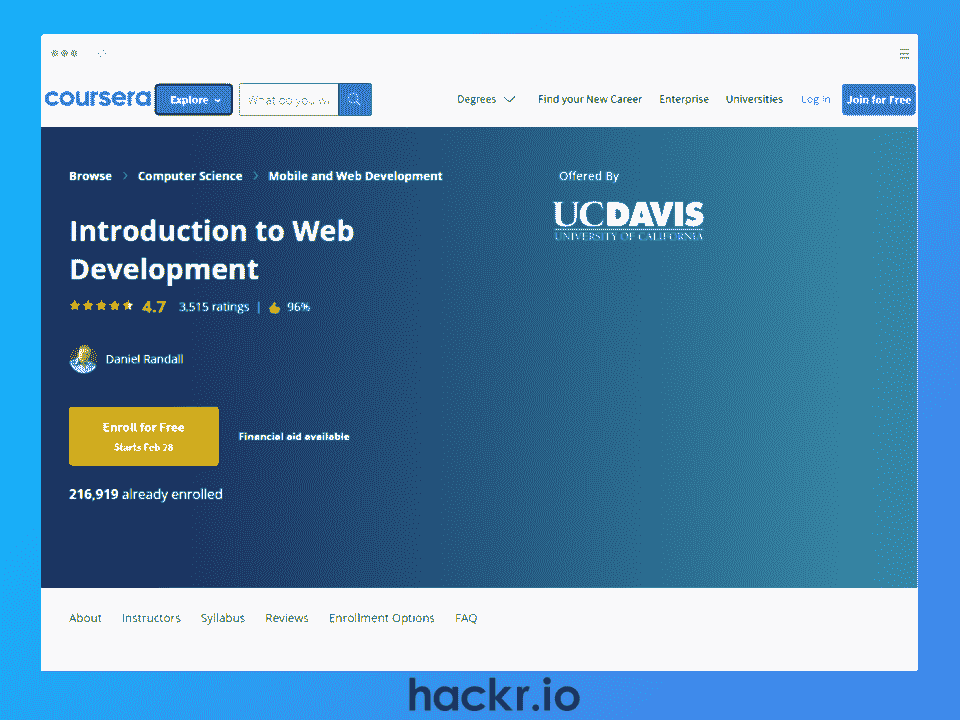 coursera Explore What do you w Degrees Find your New Career Enterprise Universities Log In Join for Free
Browse > Computer Science > Mobile and Web Development
Offered By
UCDAVIS
UNIVERSITY OF CALIFORNIA
Introduction to Web
Development
4.7 3,515 ratings | 96%
Daniel Randall
Enroll for Free
Starts Feb 28
Financial aid available
216,919 already enrolled
About Instructors Syllabus Reviews Enrollment Options FAQ
hackr.io